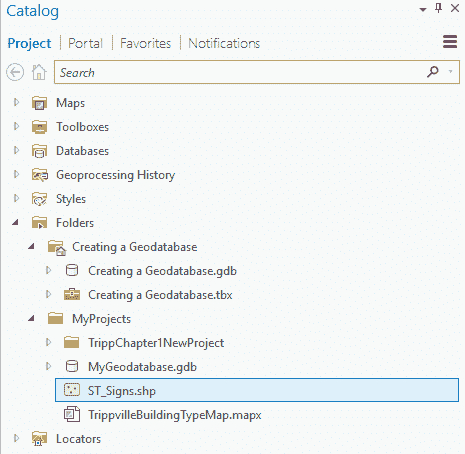 Catalog
Project | Portal | Favorites | Notifications
Search
Maps
Toolboxes
Databases
Geoprocessing History
Styles
Folders
Creating a Geodatabase
Creating a Geodatabase.gdb
Creating a Geodatabase.tbx
MyProjects
TrippChapter1NewProject
MyGeodatabase.gdb
ST_Signs.shp
TrippvilleBuildingTypeMap.mapx
Locators